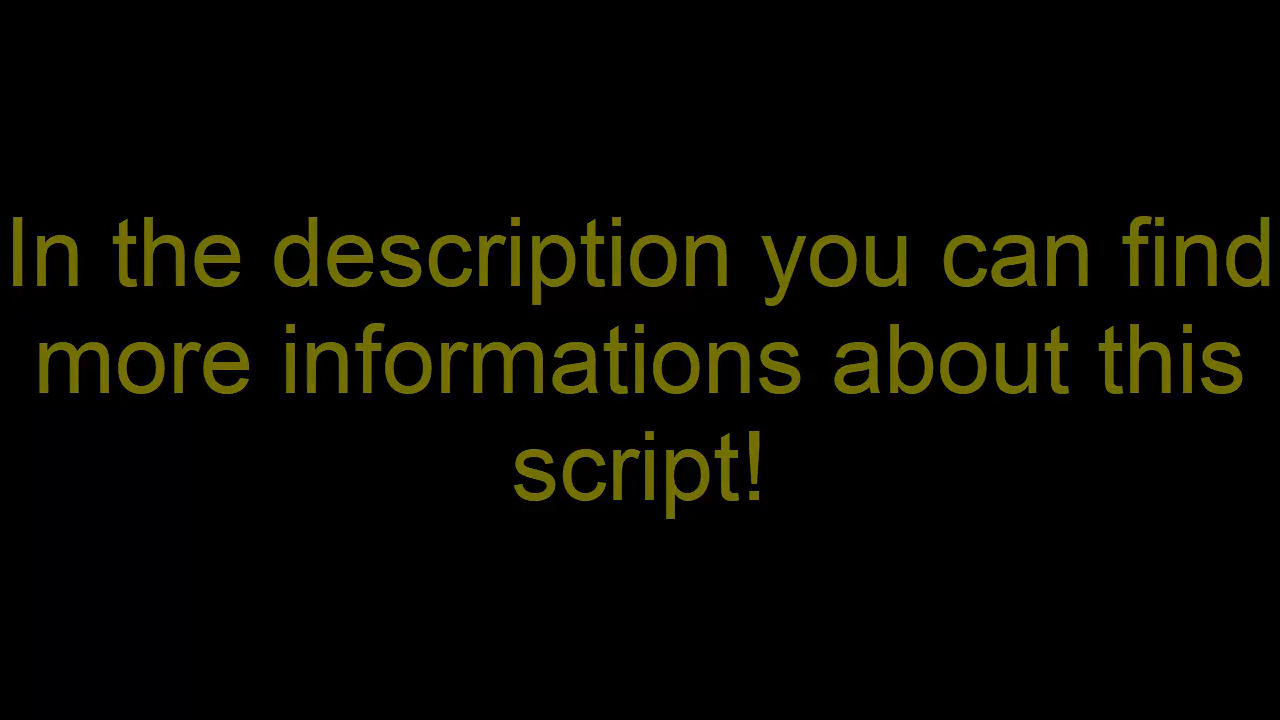 In the description you can find
more informations about this
script!